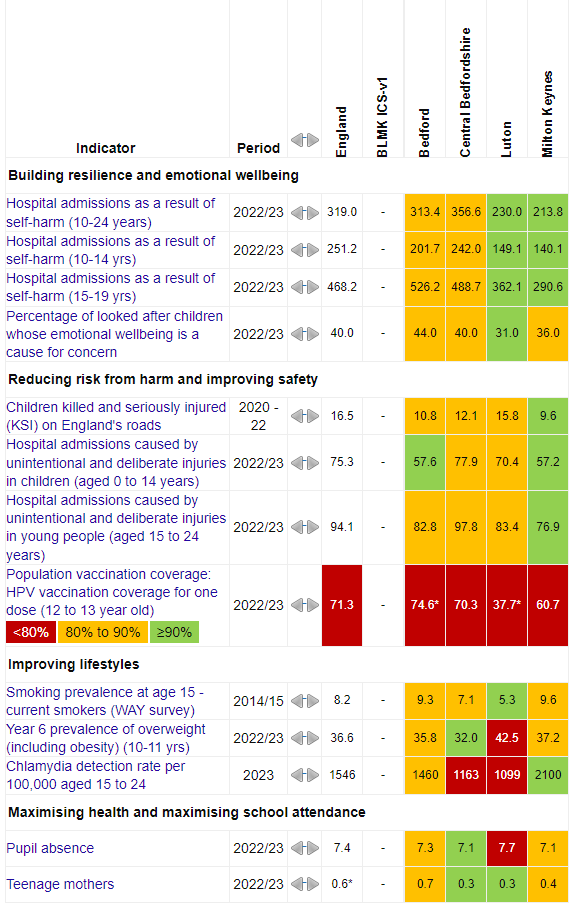 Indicator Period England BLMK ICS-v1 Bedford Central Bedfordshire Luton Milton Keynes
Building resilience and emotional wellbeing
Hospital admissions as a result of
self-harm (10-24 years) 2022/23 319.0 - 313.4 356.6 230.0 213.8
Hospital admissions as a result of
self-harm (10-14 yrs) 2022/23 251.2 - 201.7 242.0 149.1 140.1
Hospital admissions as a result of
self-harm (15-19 yrs) 2022/23 468.2 - 526.2 488.7 362.1 290.6
Percentage of looked after children
whose emotional wellbeing is a 2022/23 40.0 - 44.0 40.0 31.0 36.0
cause for concern
Reducing risk from harm and improving safety
Children killed and seriously injured 2020 -
(KSI) on England's roads 22 16.5 - 10.8 12.1 15.8 9.6
Hospital admissions caused by
unintentional and deliberate injuries 2022/23 75.3 - 57.6 77.9 70.4 57.2
in children (aged 0 to 14 years)
Hospital admissions caused by
unintentional and deliberate injuries 2022/23 94.1 - 82.8 97.8 83.4 76.9
in young people (aged 15 to 24
years)
Population vaccination coverage:
HPV vaccination coverage for one 2022/23 71.3 - 74.6* 70.3 37.7* 60.7
dose (12 to 13 year old)
<80% 80% to 90% ≥90%
Improving lifestyles
Smoking prevalence at age 15 -
current smokers (WAY survey) 2014/15 8.2 - 9.3 7.1 5.3 9.6
Year 6 prevalence of overweight
(including obesity) (10-11 yrs) 2022/23 36.6 - 35.8 32.0 42.5 37.2
Chlamydia detection rate per
100,000 aged 15 to 24 2023 1546 - 1460 1163 1099 2100
Maximising health and maximising school attendance
Pupil absence 2022/23 7.4 - 7.3 7.1 7.7 7.1
Teenage mothers 2022/23 0.6* - 0.7 0.3 0.3 0.4